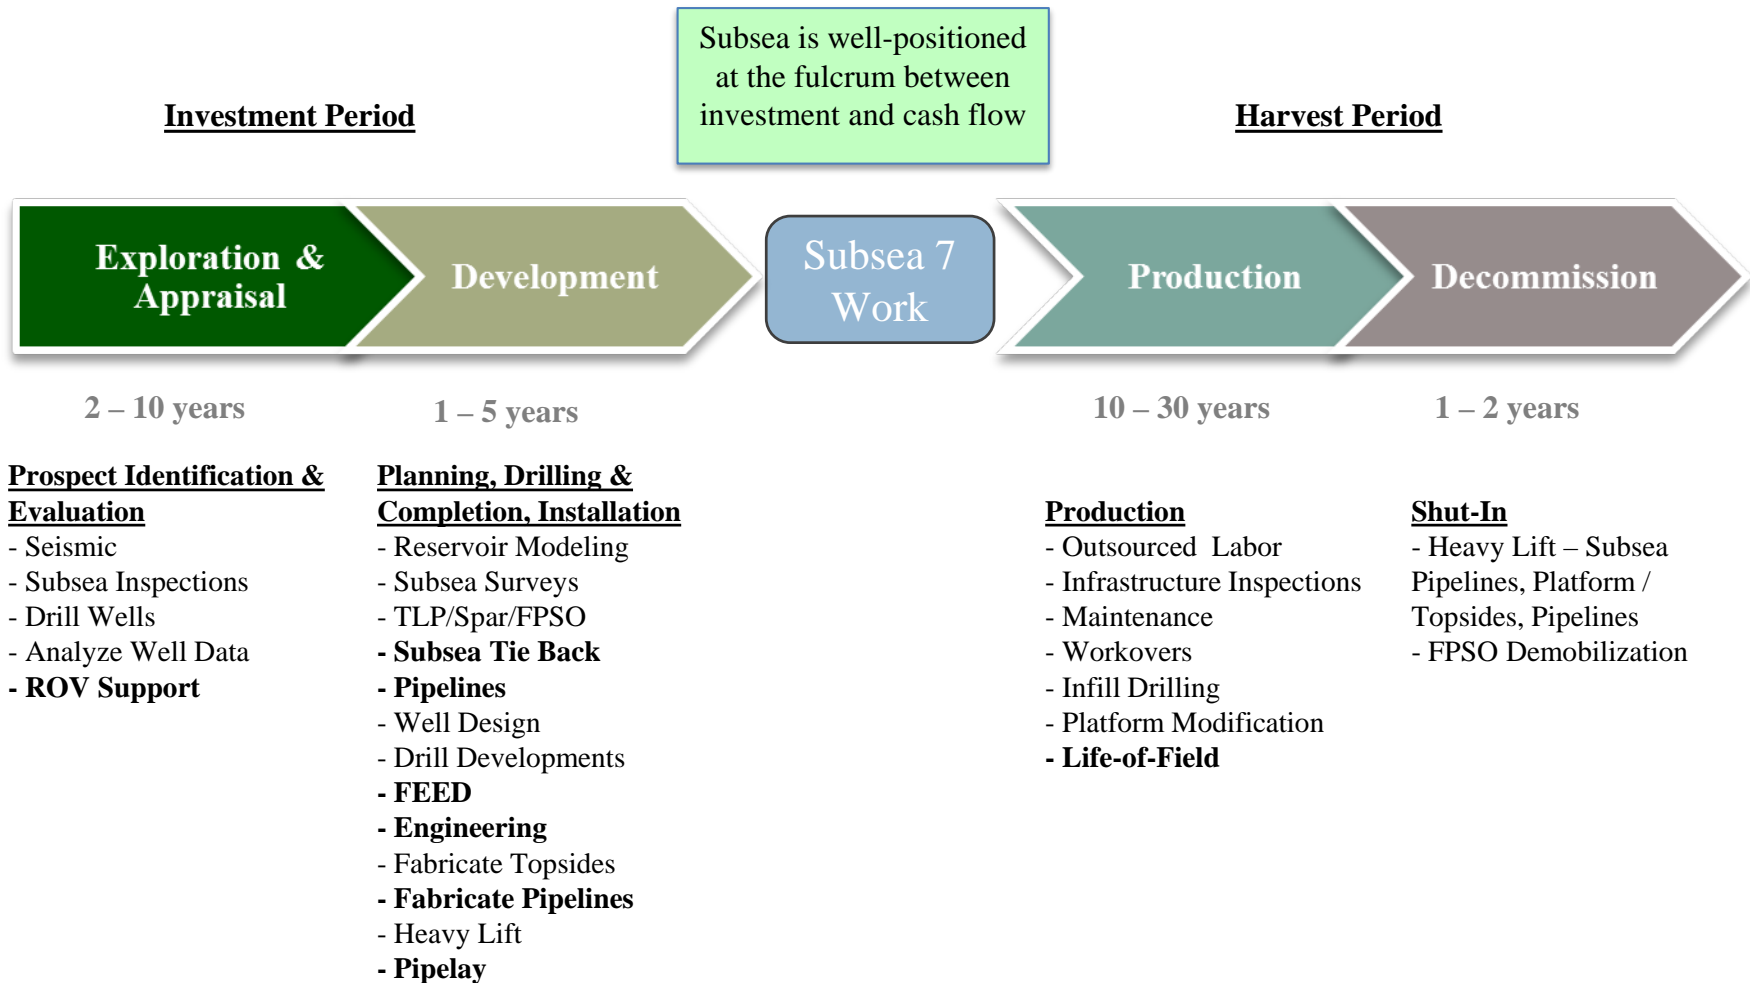 Subsea is well-positioned
at the fulcrum between
investment and cash flow
Investment Period
Harvest Period
Exploration &
Appraisal
Development
Subsea 7
Work
Production
Decommission
2 – 10 years
1 – 5 years
10 – 30 years
1 – 2 years
Prospect Identification &
Evaluation
- Seismic
- Subsea Inspections
- Drill Wells
- Analyze Well Data
- ROV Support
Planning, Drilling &
Completion, Installation
- Reservoir Modeling
- Subsea Surveys
- TLP/Spar/FPSO
- Subsea Tie Back
- Pipelines
- Well Design
- Drill Developments
- FEED
- Engineering
- Fabricate Topsides
- Fabricate Pipelines
- Heavy Lift
- Pipelay
Production
- Outsourced Labor
- Infrastructure Inspections
- Maintenance
- Workovers
- Infill Drilling
- Platform Modification
- Life-of-Field
Shut-In
- Heavy Lift – Subsea
Pipelines, Platform /
Topsides, Pipelines
- FPSO Demobilization